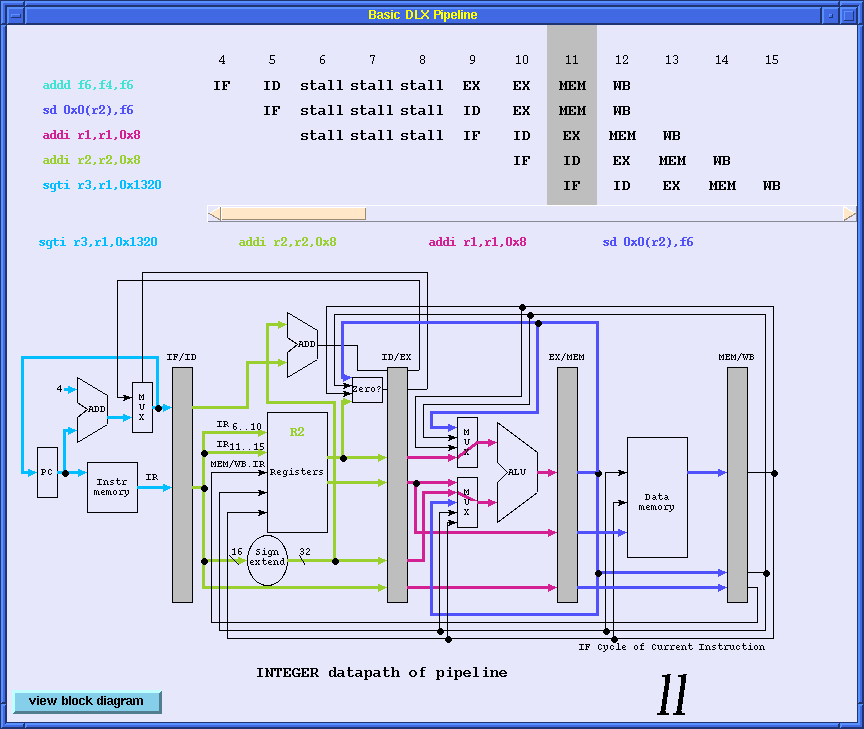 Basic DLX Pipeline
4 5 6 7 8 9 10 11 12 13 14 15
addd f6,f4,f6 IF ID stall stall stall EX EX MEM WB
sd 0x0(r2),f6 IF stall stall stall ID EX MEM WB
addi r1,r1,0x8 stall stall stall IF ID EX MEM WB
addi r2,r2,0x8 IF ID EX MEM WB
sgti r3,r1,0x1320 IF ID EX MEM WB
sgti r3,r1,0x1320 addi r2,r2,0x8 addi r1,r1,0x8 sd 0x0(r2),f6
IF/ID ID/EX EX/MEM MEM/WB
ADD
4
ADD
MUX
Zero?
IR 6..10
R2
IR 11..15
MUX
MEM/WB.IR
Registers
ALU
PC
Instr memory
IR
MUX
Data memory
16
Sign extend
32
IF Cycle of Current Instruction
INTEGER datapath of pipeline
11
view block diagram